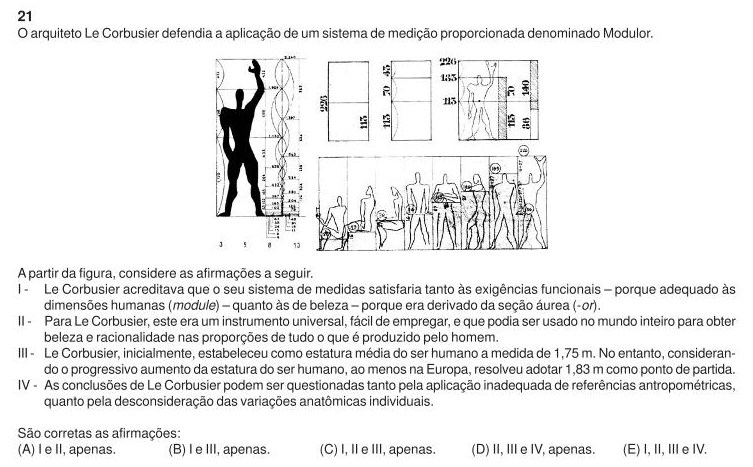 21
O arquiteto Le Corbusier defendia a aplicação de um sistema de medição proporcionada denominado Modulor.
226
113
43
70
113
226
183
113
70
113
140
86
3 5 8 10
A partir da figura, considere as afirmações a seguir.
I - Le Corbusier acreditava que o seu sistema de medidas satisfaria tanto às exigências funcionais – porque adequado às
dimensões humanas (module) – quanto às de beleza – porque era derivado da seção áurea (-or).
II - Para Le Corbusier, este era um instrumento universal, fácil de empregar, e que podia ser usado no mundo inteiro para obter
beleza e racionalidade nas proporções de tudo o que é produzido pelo homem.
III - Le Corbusier, inicialmente, estabeleceu como estatura média do ser humano a medida de 1,75 m. No entanto, consideran-
do o progressivo aumento da estatura do ser humano, ao menos na Europa, resolveu adotar 1,83 m como ponto de partida.
IV - As conclusões de Le Corbusier podem ser questionadas tanto pela aplicação inadequada de referências antropométricas,
quanto pela desconsideração das variações anatômicas individuais.
São corretas as afirmações:
(A) I e II, apenas. (B) I e III, apenas. (C) I, II e III, apenas. (D) II, III e IV, apenas. (E) I, II, III e IV.